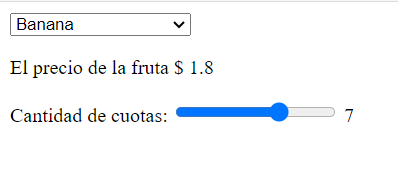 Banana
El precio de la fruta $ 1.8
Cantidad de cuotas: 7